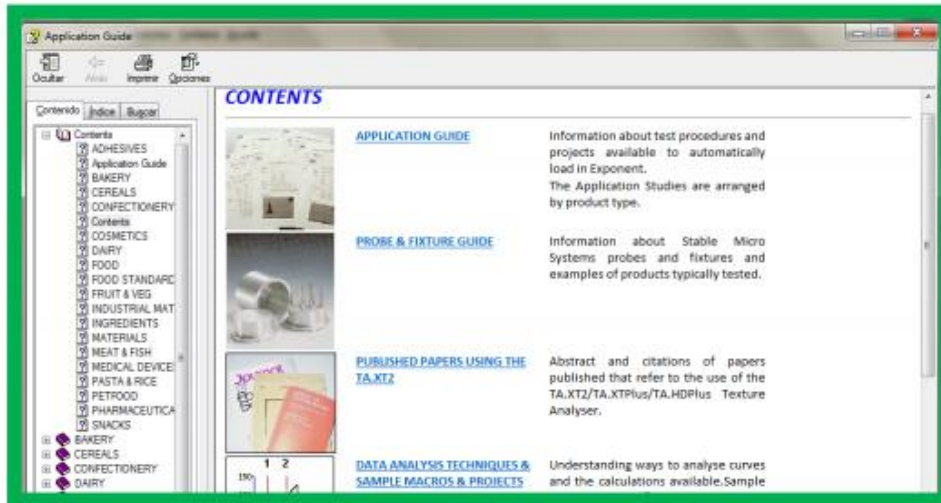 Application Guide
Ocultar Atrás Imprimir Opciones
Contenido Índice Buscar
Contents
ADHESIVES
Application Guide
BAKERY
CEREALS
CONFECTIONERY
Contents
COSMETICS
DAIRY
FOOD
FOOD STANDARD
FRUIT & VEG
INDUSTRIAL MAT
INGREDIENTS
MATERIALS
MEAT & FISH
MEDICAL DEVICE
PASTA & RICE
PETFOOD
PHARMACEUTICA
SNACKS
BAKERY
CEREALS
CONFECTIONERY
DAIRY
CONTENTS
APPLICATION GUIDE
Information about test procedures and
projects available to automatically
load in Exponent.
The Application Studies are arranged
by product type.
PROBE & FIXTURE GUIDE
Information about Stable Micro
Systems probes and fixtures and
examples of products typically tested.
PUBLISHED PAPERS USING THE
TA.XT2
Abstract and citations of papers
published that refer to the use of the
TA.XT2/TA.XTPlus/TA.HDPlus Texture
Analyser.
1 2
150
DATA ANALYSIS TECHNIQUES &
SAMPLE MACROS & PROJECTS
Understanding ways to analyse curves
and the calculations available.Sample